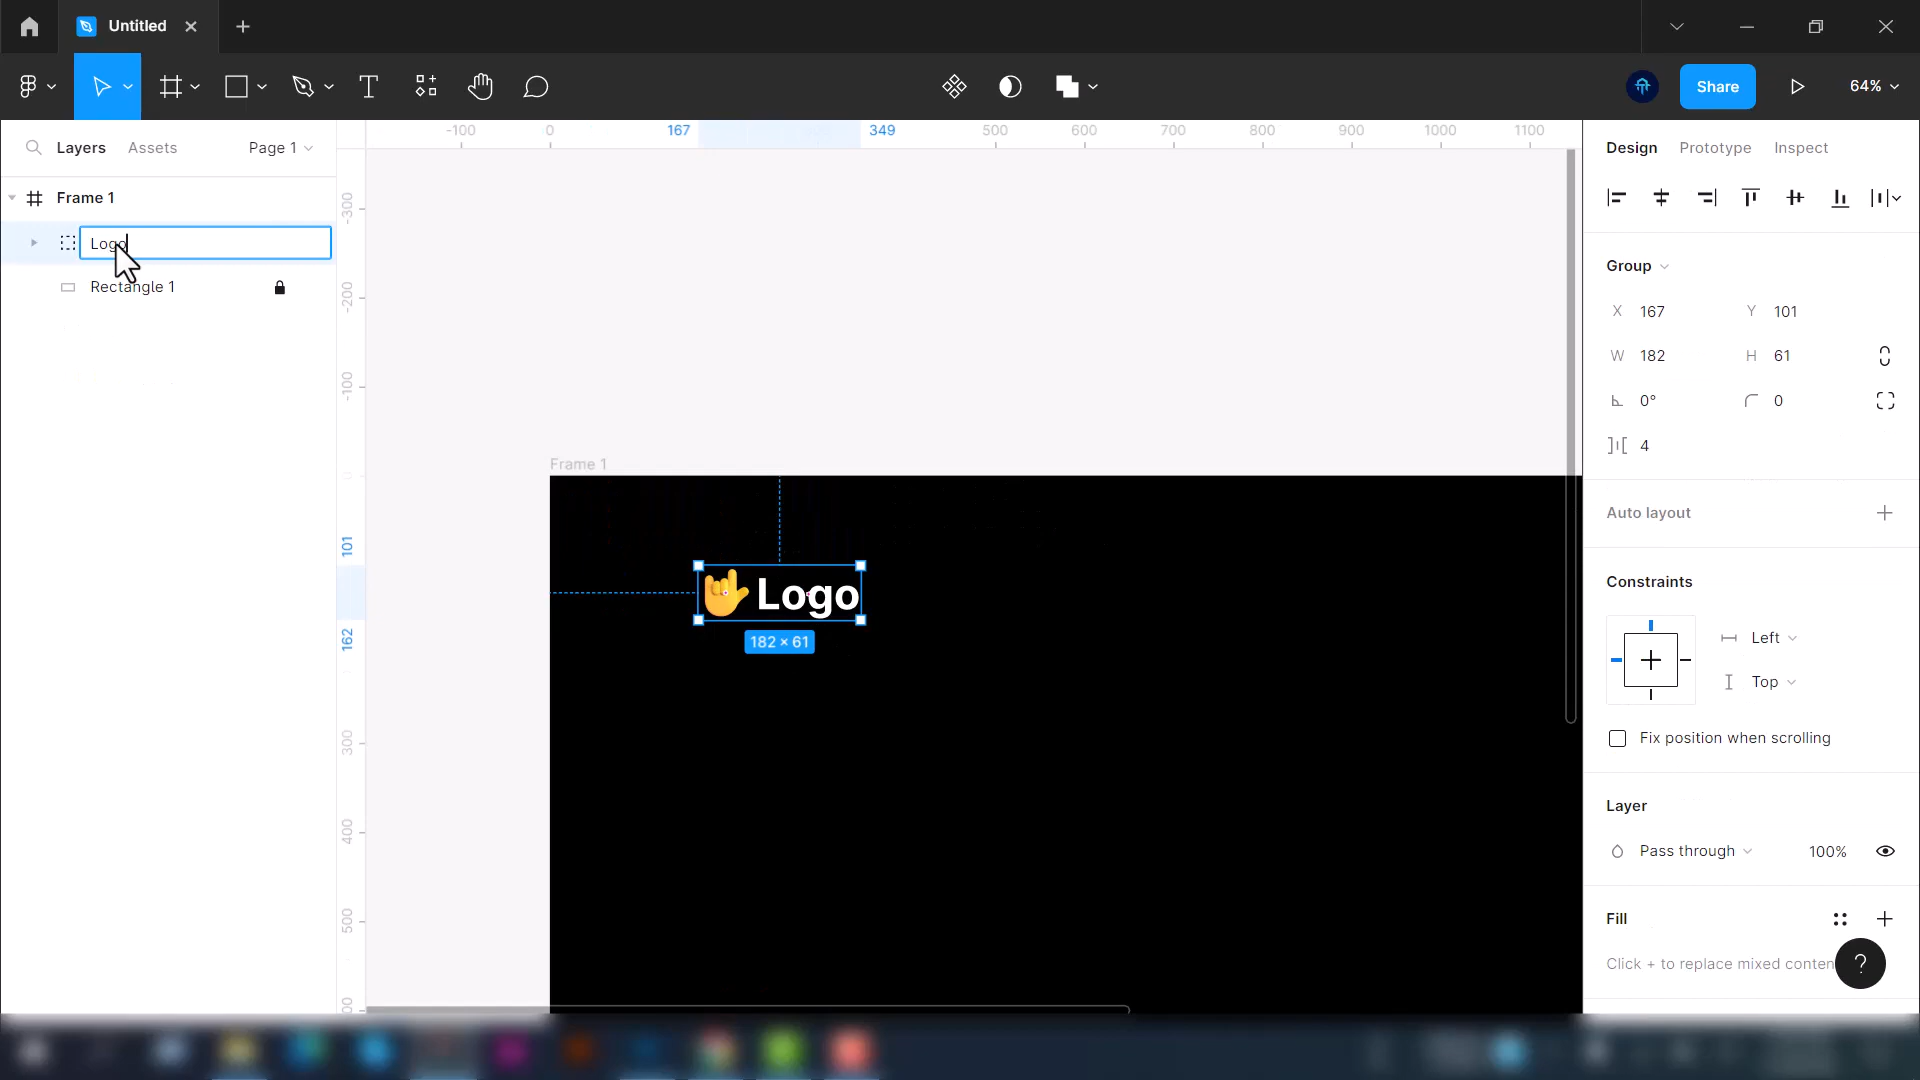 Untitled
Share
64%
Layers
Assets
Page 1
-100
0
167
349
500
600
700
800
900
1000
1100
Design
Prototype
Inspect
Frame 1
Logo
Rectangle 1
-300
-200
-100
0
101
162
300
400
500
Frame 1
Logo
182 × 61
Group
X 167
Y 101
W 182
H 61
0°
0
4
Auto layout
Constraints
Left
Top
Fix position when scrolling
Layer
Pass through
100%
Fill
Click + to replace mixed conten
?